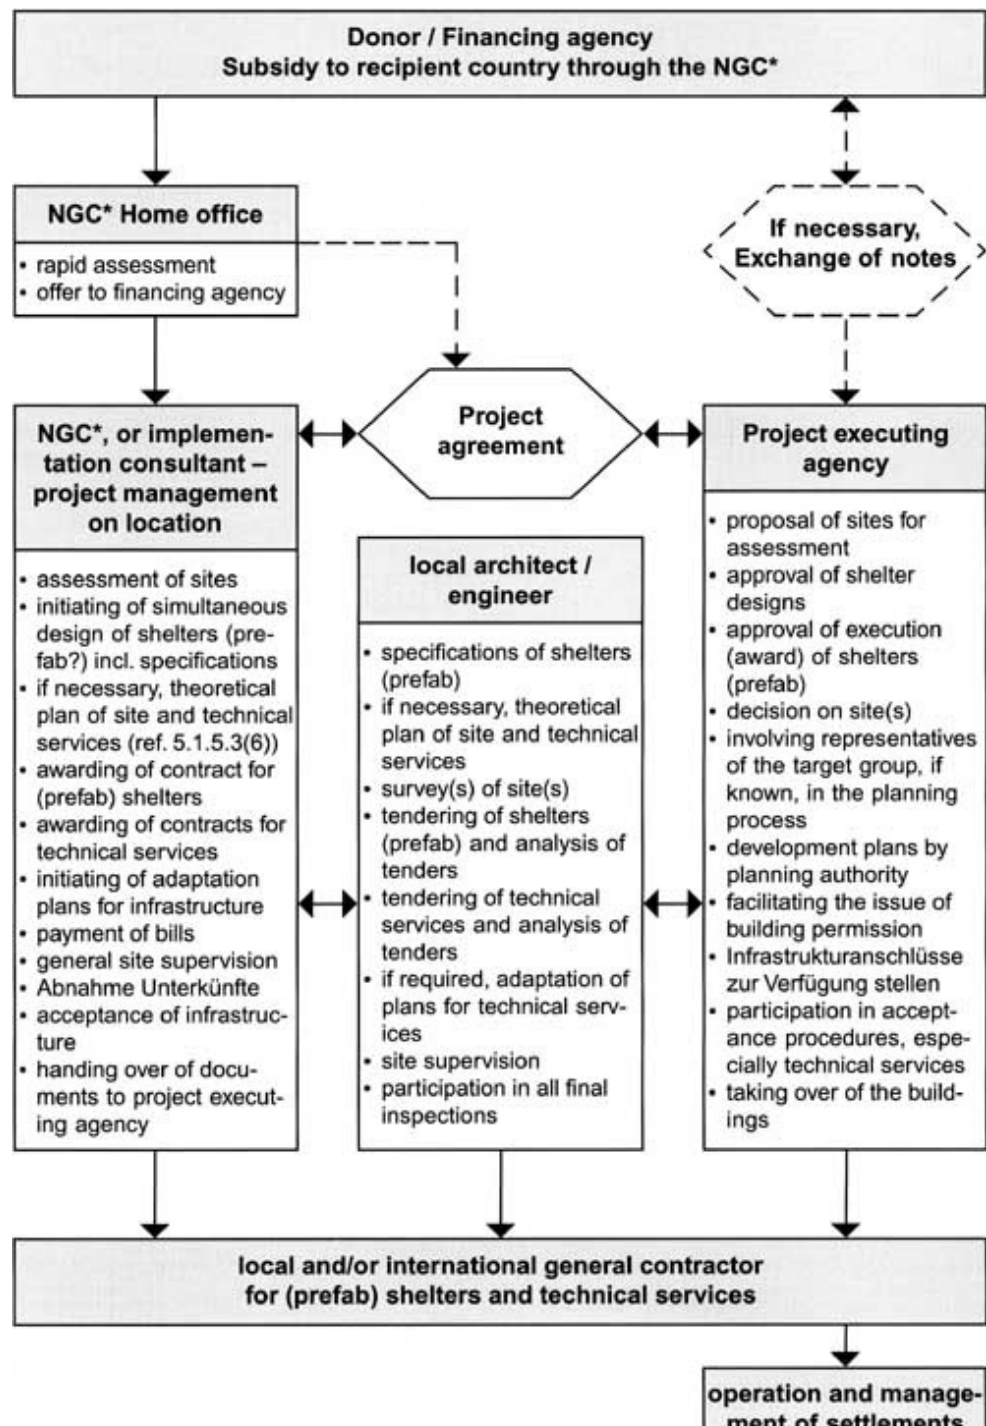 Donor / Financing agency
Subsidy to recipient country through the NGC*
NGC* Home office
• rapid assessment
• offer to financing agency
If necessary,
Exchange of notes
Project
agreement
NGC*, or implemen-
tation consultant –
project management
on location
• assessment of sites
• initiating of simultaneous
design of shelters (pre-
fab?) incl. specifications
• if necessary, theoretical
plan of site and technical
services (ref. 5.1.5.3(6))
• awarding of contract for
(prefab) shelters
• awarding of contracts for
technical services
• initiating of adaptation
plans for infrastructure
• payment of bills
• general site supervision
• Abnahme Unterkünfte
• acceptance of infrastruc-
ture
• handing over of docu-
ments to project execut-
ing agency
local architect /
engineer
• specifications of shelters
(prefab)
• if necessary, theoretical
plan of site and technical
services
• survey(s) of site(s)
• tendering of shelters
(prefab) and analysis of
tenders
• tendering of technical
services and analysis of
tenders
• if required, adaptation of
plans for technical serv-
ices
• site supervision
• participation in all final
inspections
Project executing
agency
• proposal of sites for
assessment
• approval of shelter
designs
• approval of execution
(award) of shelters
(prefab)
• decision on site(s)
• involving representatives
of the target group, if
known, in the planning
process
• development plans by
planning authority
• facilitating the issue of
building permission
• Infrastrukturanschlüsse
zur Verfügung stellen
• participation in accept-
ance procedures, espe-
cially technical services
• taking over of the build-
ings
local and/or international general contractor
for (prefab) shelters and technical services
operation and manage-
ment of settlements